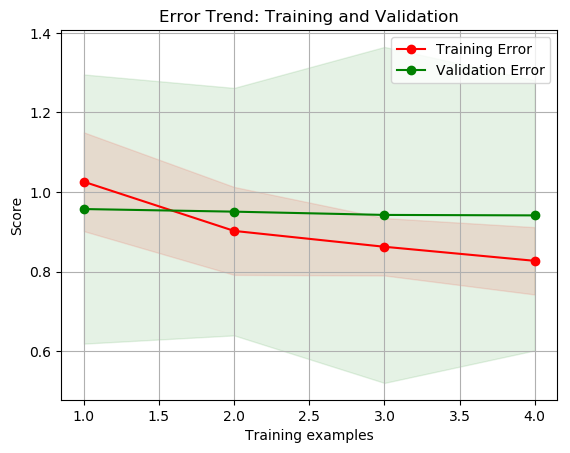 Error Trend: Training and Validation
Training Error
Validation Error
Score
1.4
1.2
1.0
0.8
0.6
1.0 1.5 2.0 2.5 3.0 3.5 4.0
Training examples